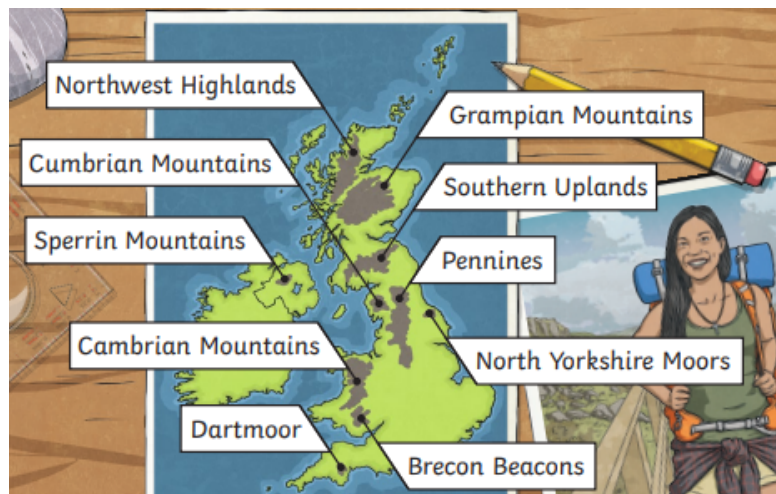 Northwest Highlands
Grampian Mountains
Cumbrian Mountains
Southern Uplands
Sperrin Mountains
Pennines
Cambrian Mountains
North Yorkshire Moors
Dartmoor
Brecon Beacons